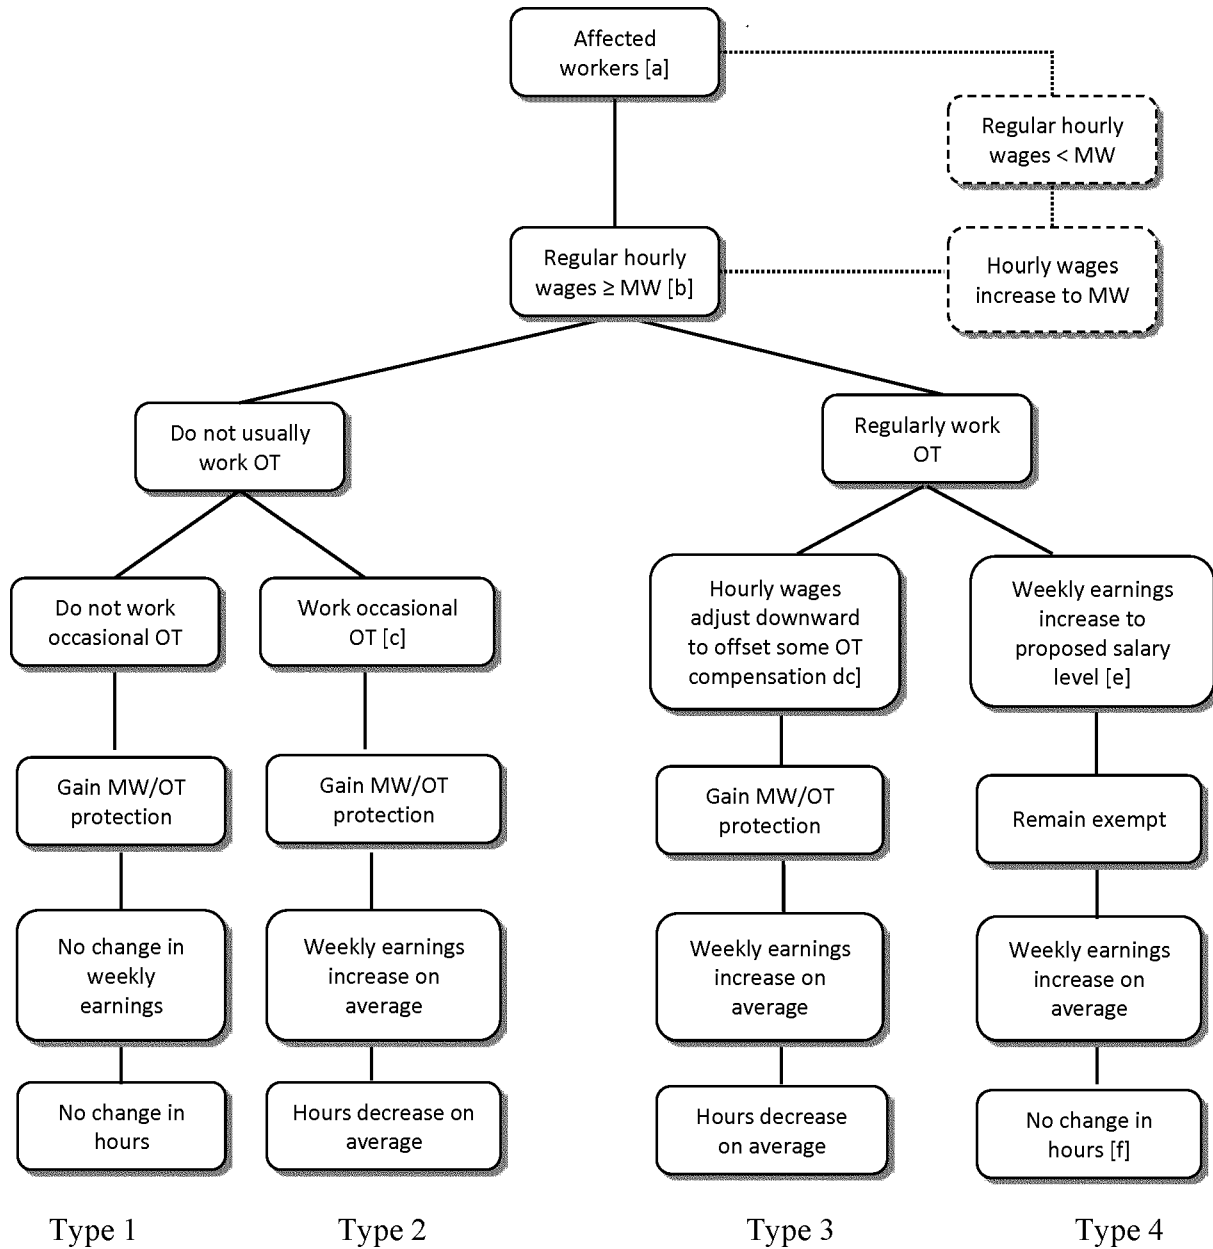 Affected
workers [a]
Regular hourly
wages < MW
Regular hourly
wages ≥ MW [b]
Hourly wages
increase to MW
Do not usually
work OT
Regularly work
OT
Do not work
occasional OT
Work occasional
OT [c]
Hourly wages
adjust downward
to offset some OT
compensation dc]
Weekly earnings
increase to
proposed salary
level [e]
Gain MW/OT
protection
Gain MW/OT
protection
Gain MW/OT
protection
Remain exempt
No change in
weekly
earnings
Weekly earnings
increase on
average
Weekly earnings
increase on
average
Weekly earnings
increase on
average
No change in
hours
Hours decrease on
average
Hours decrease
on average
No change in
hours [f]
Type 1
Type 2
Type 3
Type 4